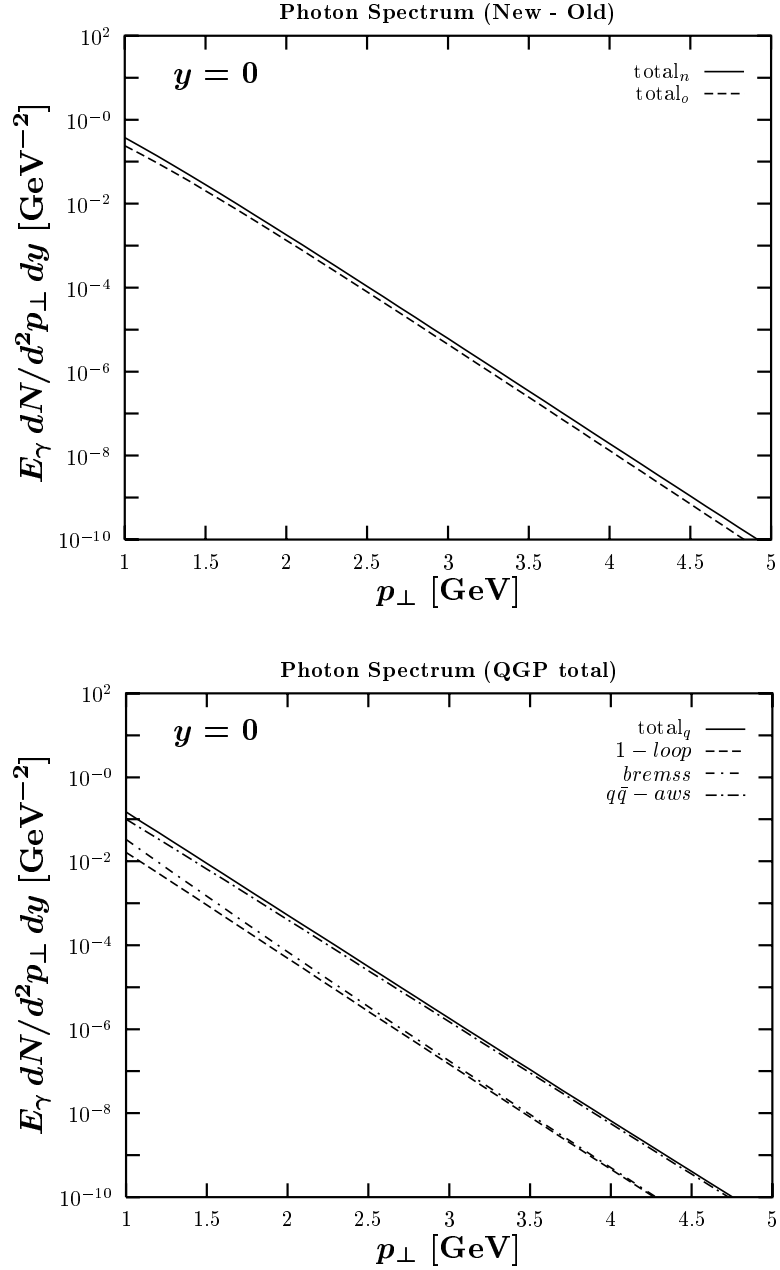 Photon Spectrum (New - Old)
10^2
10^{-0}
10^{-2}
10^{-4}
10^{-6}
10^{-8}
10^{-10}
E_γ dN/d^2p_⊥ dy [GeV^{-2}]
y = 0
total_n
total_o
1 1.5 2 2.5 3 3.5 4 4.5 5
p_⊥ [GeV]
Photon Spectrum (QGP total)
10^2
10^{-0}
10^{-2}
10^{-4}
10^{-6}
10^{-8}
10^{-10}
E_γ dN/d^2p_⊥ dy [GeV^{-2}]
y = 0
total_q
1 − loop
bremss
qq̄ − aws
1 1.5 2 2.5 3 3.5 4 4.5 5
p_⊥ [GeV]